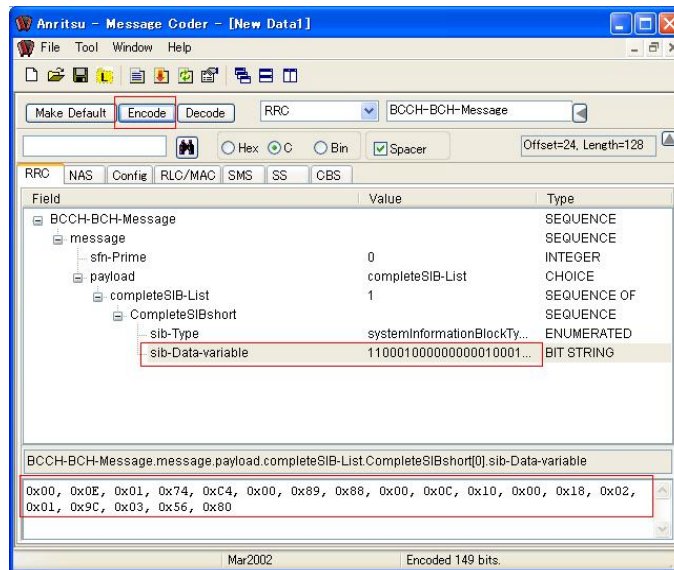 Anritsu - Message Coder - [New Data1]
File Tool Window Help
Make Default Encode Decode RRC BCCH-BCH-Message
Hex C Bin Spacer Offset=24, Length=128
RRC NAS Config RLC/MAC SMS SS CBS
Field Value Type
BCCH-BCH-Message SEQUENCE
message SEQUENCE
sfn-Prime 0 INTEGER
payload completeSIB-List CHOICE
completeSIB-List 1 SEQUENCE OF
CompleteSIBshort SEQUENCE
sib-Type systemInformationBlockTy... ENUMERATED
sib-Data-variable 110001000000000010001... BIT STRING
BCCH-BCH-Message.message.payload.completeSIB-List.CompleteSIBshort[0].sib-Data-variable
0x00, 0x0E, 0x01, 0x74, 0xC4, 0x00, 0x89, 0x88, 0x00, 0x0C, 0x10, 0x00, 0x18, 0x02,
0x01, 0x9C, 0x03, 0x56, 0x80
Mar2002 Encoded 149 bits.